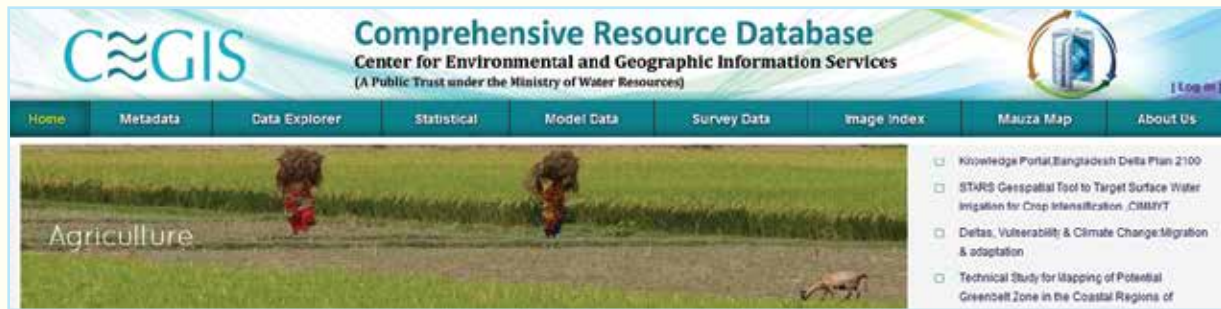 CEGIS
Comprehensive Resource Database
Center for Environmental and Geographic Information Services
(A Public Trust under the Ministry of Water Resources)
[Log in]
Home Metadata Data Explorer Statistical Model Data Survey Data Image Index Mauza Map About Us
Agriculture
Knowledge Portal,Bangladesh Delta Plan 2100
STARS Geospatial Tool to Target Surface Water
Irrigation for Crop Intensification ,CIMMYT
Deltas, Vulnerability & Climate Change:Migration
& adaptation
Technical Study for Mapping of Potential
Greenbelt Zone in the Coastal Regions of